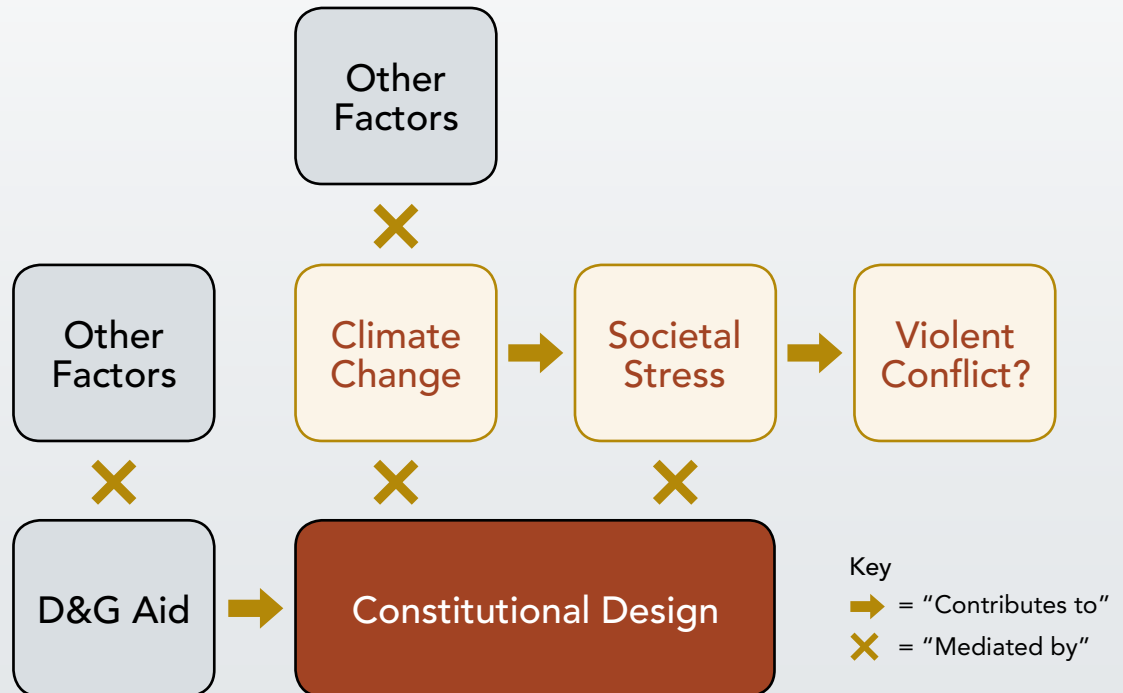 Other
Factors
Other
Factors
Climate
Change
Societal
Stress
Violent
Conflict?
D&G Aid
Constitutional Design
Key
= “Contributes to”
= “Mediated by”